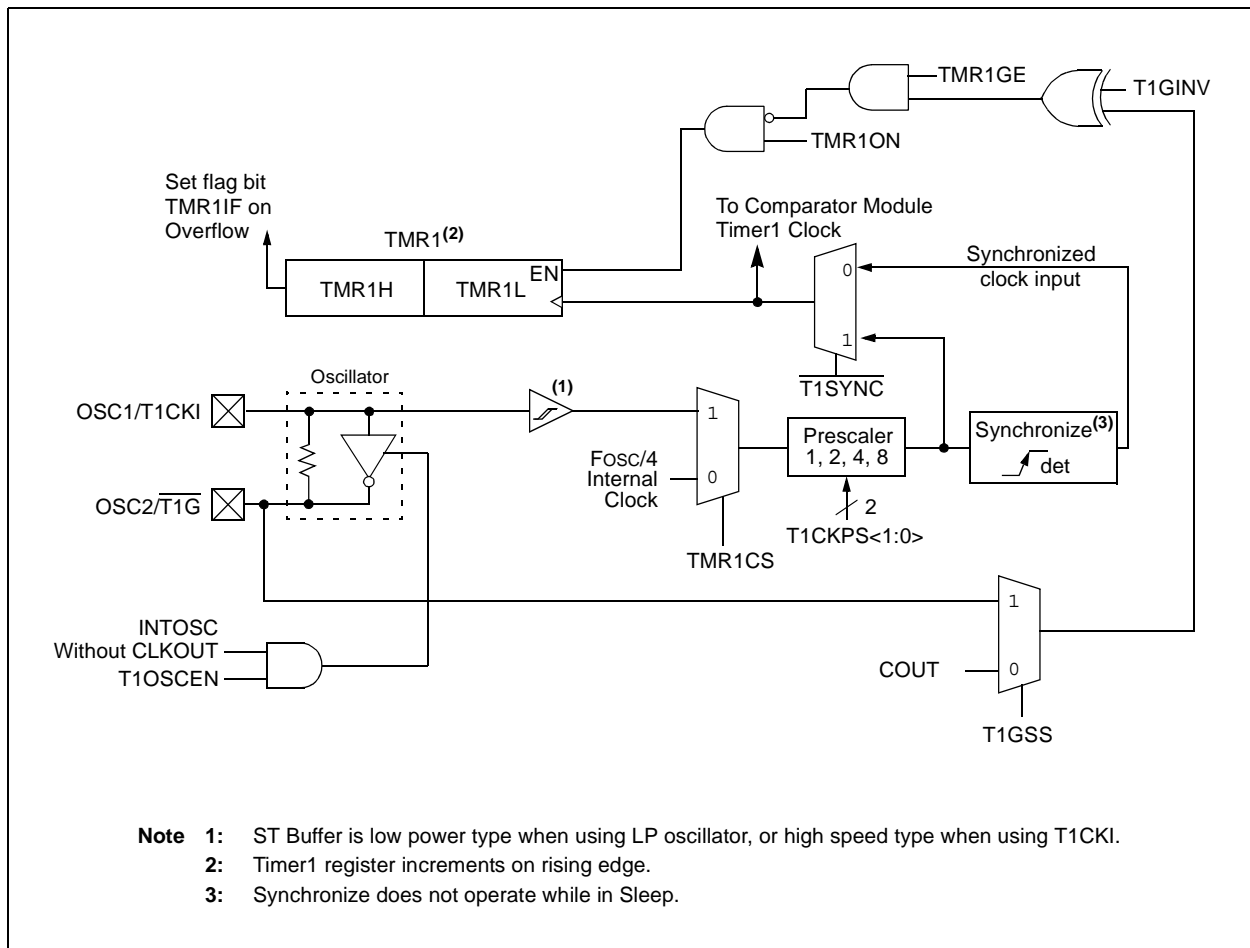 TMR1GE
T1GINV
TMR1ON
Set flag bit
TMR1IF on
Overflow
To Comparator Module
Timer1 Clock
TMR1(2)
EN
TMR1H
TMR1L
0
Synchronized
clock input
1
T1SYNC
Oscillator
(1)
OSC1/T1CKI
1
Prescaler
1, 2, 4, 8
Synchronize(3)
det
FOSC/4
Internal
Clock
0
OSC2/T1G
2
T1CKPS<1:0>
TMR1CS
1
INTOSC
Without CLKOUT
T1OSCEN
COUT
0
T1GSS
Note 1: ST Buffer is low power type when using LP oscillator, or high speed type when using T1CKI.
2: Timer1 register increments on rising edge.
3: Synchronize does not operate while in Sleep.